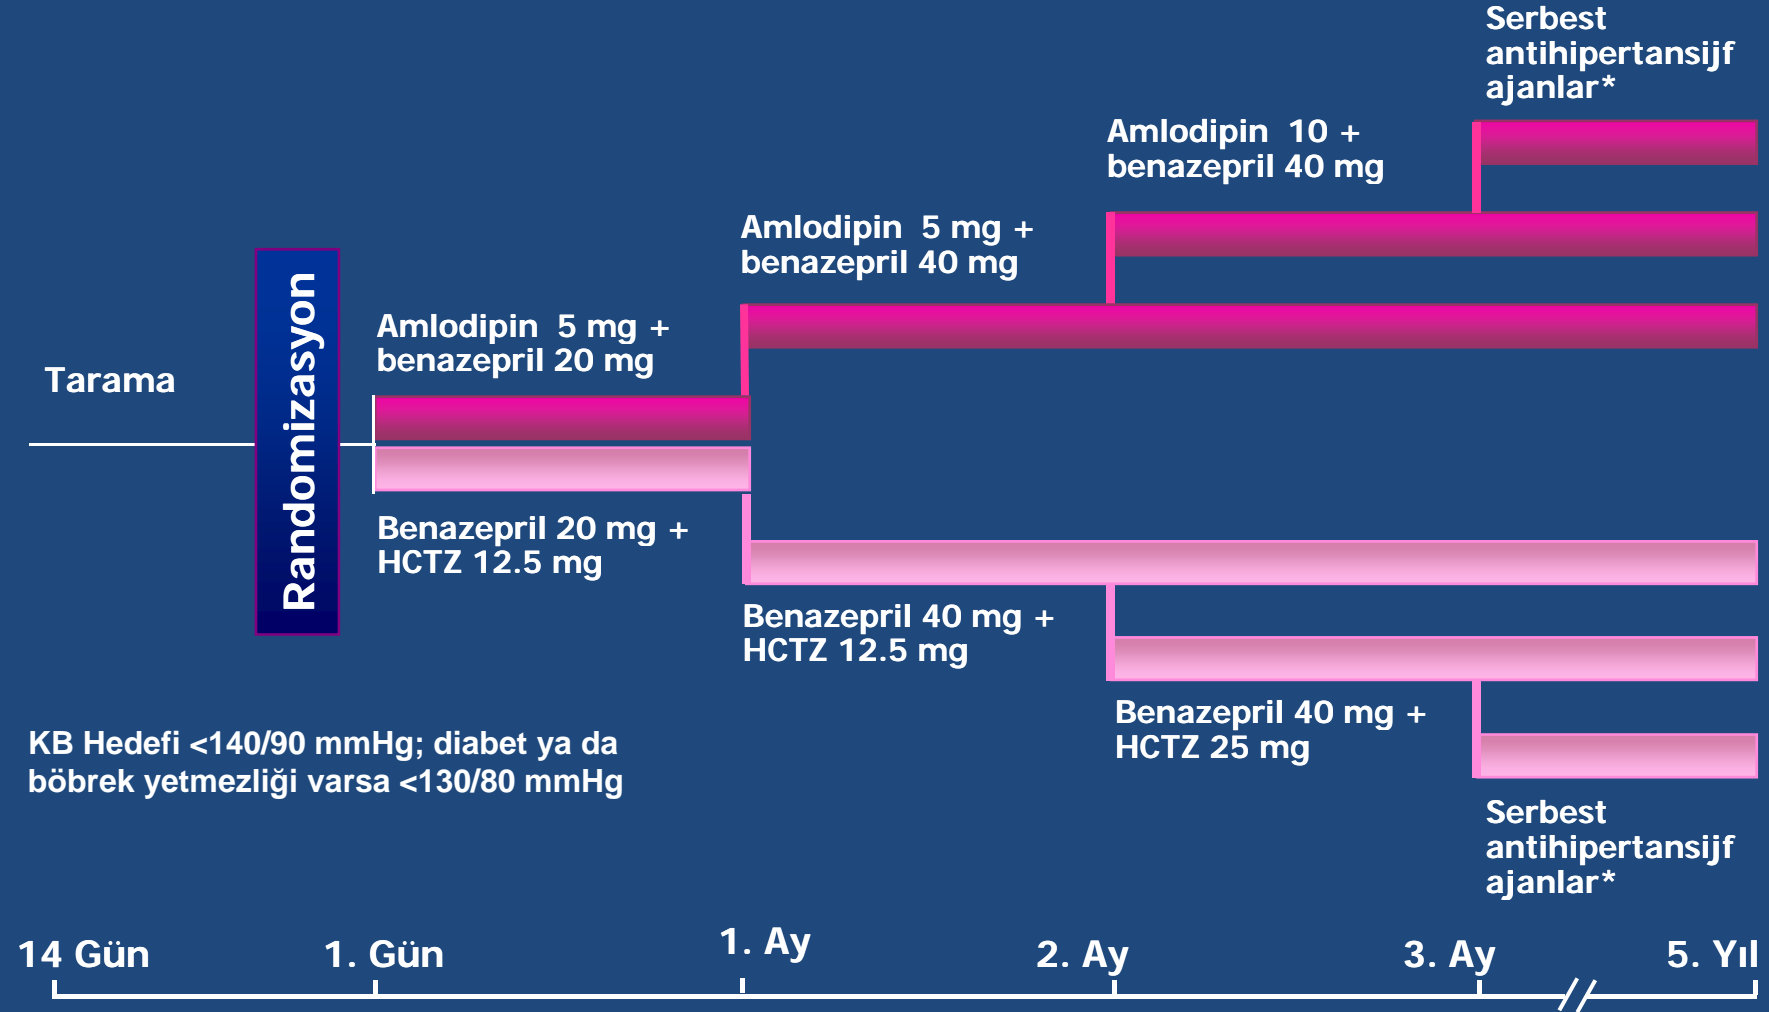 Serbest
antihipertansijf
ajanlar*
Amlodipin 10 +
benazepril 40 mg
Amlodipin 5 mg +
benazepril 40 mg
Amlodipin 5 mg +
benazepril 20 mg
Tarama
Randomizasyon
Benazepril 20 mg +
HCTZ 12.5 mg
Benazepril 40 mg +
HCTZ 12.5 mg
Benazepril 40 mg +
HCTZ 25 mg
KB Hedefi <140/90 mmHg; diabet ya da
böbrek yetmezliği varsa <130/80 mmHg
Serbest
antihipertansijf
ajanlar*
14 Gün
1. Gün
1. Ay
2. Ay
3. Ay
5. Yıl